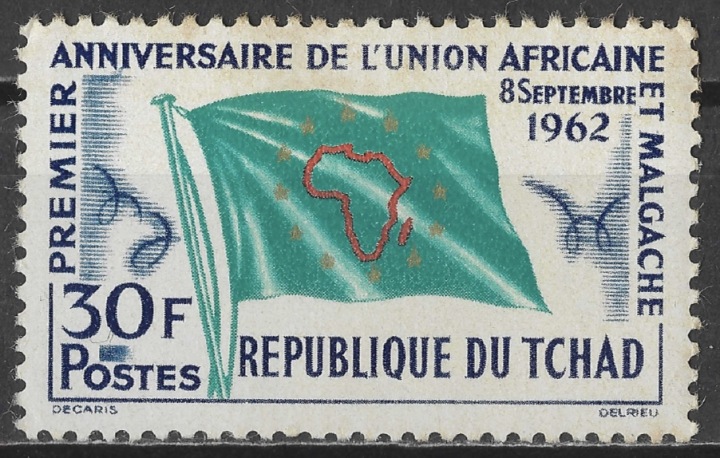 PREMIER
ANNIVERSAIRE DE L'UNION AFRICAINE
ET MALGACHE
8 SEPTEMBRE
1962
30F
POSTES
REPUBLIQUE DU TCHAD
DECARIS
DELRIEU